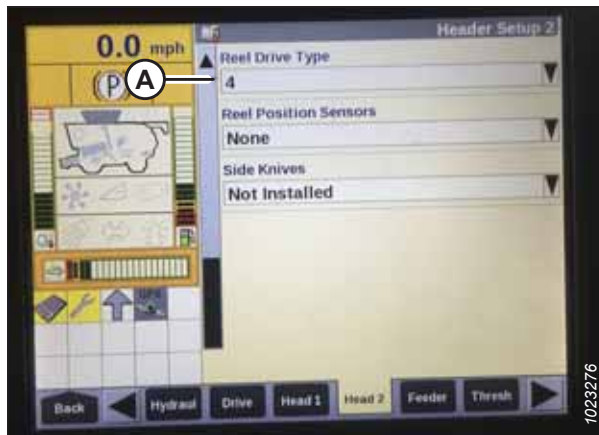 0.0 mph
Header Setup 2
(P)
A
Reel Drive Type
4
Reel Position Sensors
None
Side Knives
Not Installed
GPS
Back
Hydraul
Drive
Head 1
Head 2
Feeder
Thresh
1023276